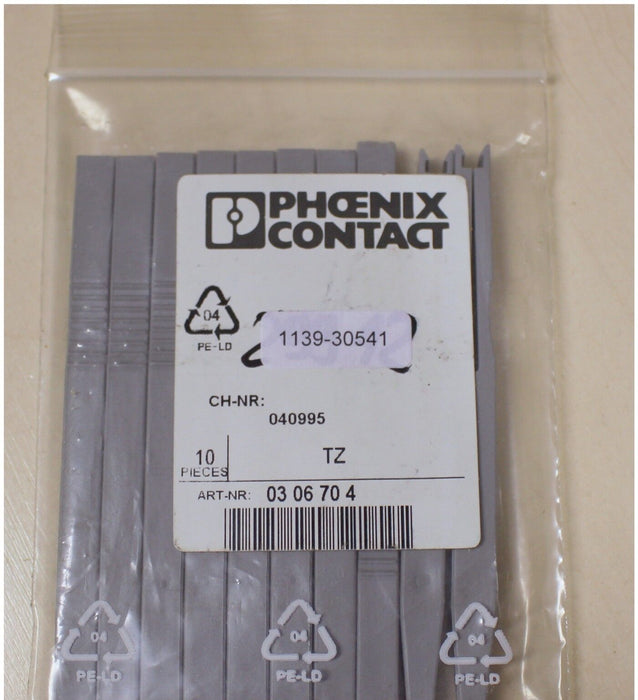 PHŒNIX
CONTACT
04
PE-LD
1139-30541
CH-NR:
040995
10
PIECES
TZ
ART-NR: 03 06 70 4
04 04 04
PE-LD PE-LD PE-LD